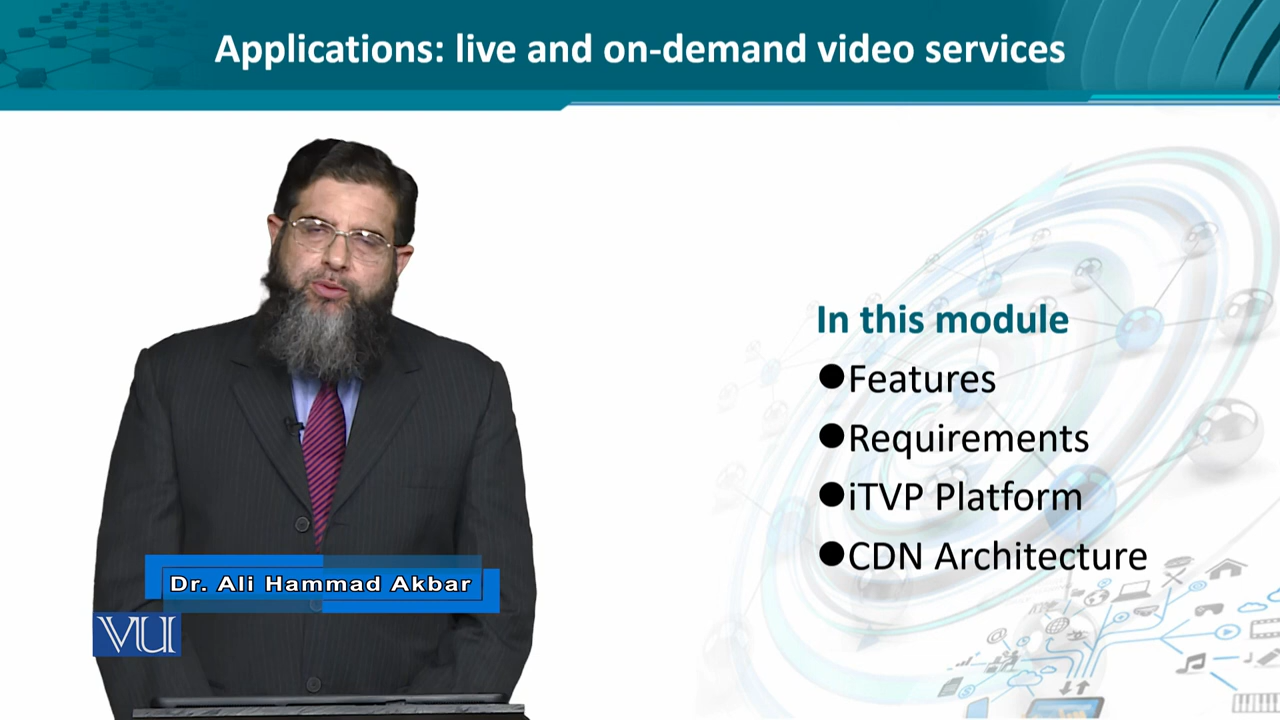 Applications: live and on-demand video services
In this module
●Features
●Requirements
●iTVP Platform
●CDN Architecture
Dr. Ali Hammad Akbar
VU